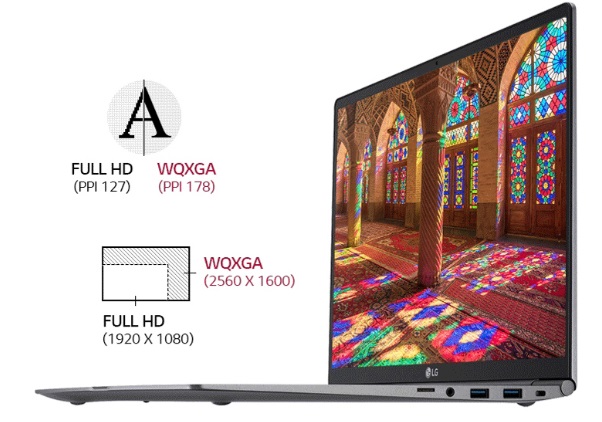 A
FULL HD
(PPI 127)
WQXGA
(PPI 178)
WQXGA
(2560 X 1600)
FULL HD
(1920 X 1080)
LG